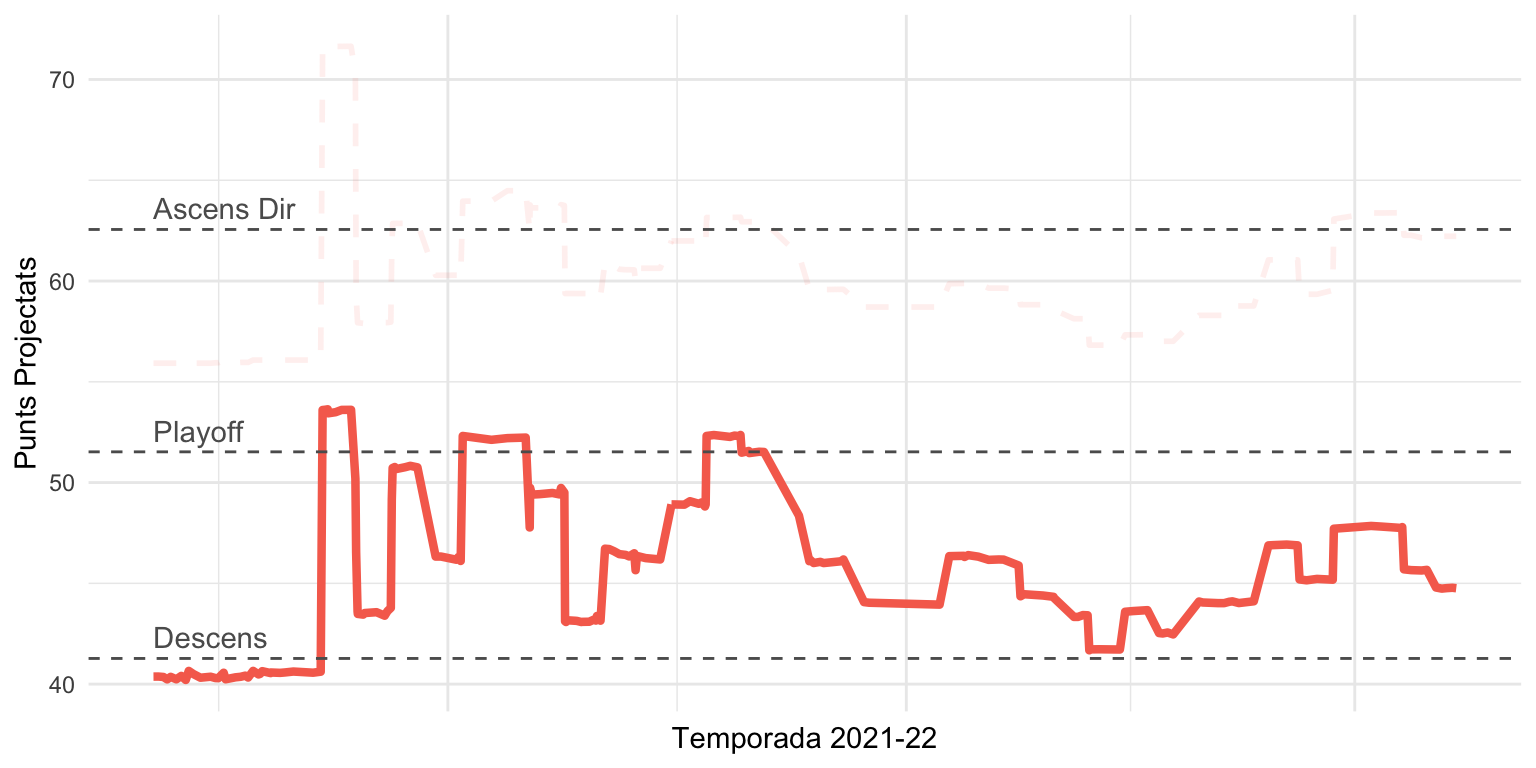 70
Ascens Dir
60
Playoff
50
Descens
40
Punts Projectats
Temporada 2021-22